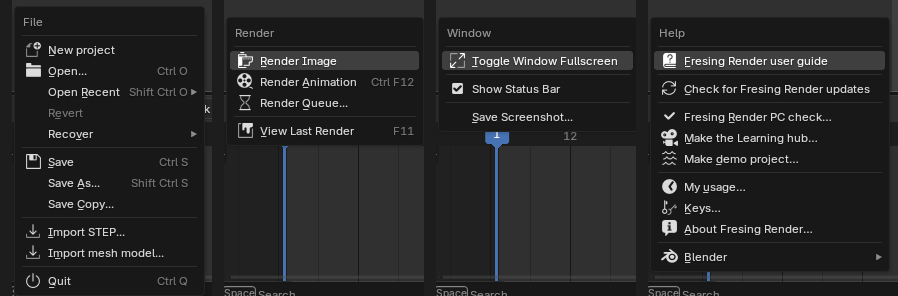 File
New project
Open... Ctrl O
Open Recent Shift Ctrl O
Revert
Recover
Save Ctrl S
Save As... Shift Ctrl S
Save Copy...
Import STEP...
Import mesh model...
Quit Ctrl Q
k
Render
Render Image
Render Animation Ctrl F12
Render Queue...
View Last Render F11
Space Search
Window
Toggle Window Fullscreen
Show Status Bar
Save Screenshot...
1 12
Space Search
Help
Fresing Render user guide
Check for Fresing Render updates
Fresing Render PC check...
Make the Learning hub...
Make demo project...
My usage...
Keys...
About Fresing Render...
Blender
Space Search